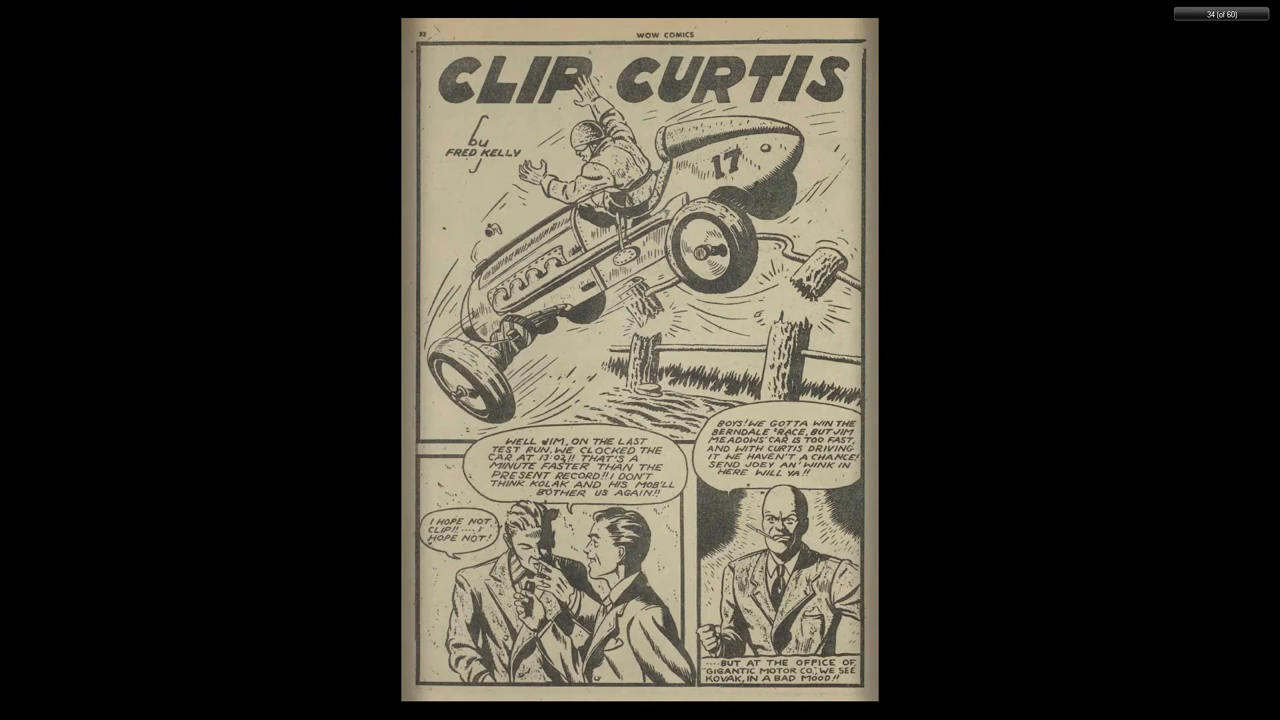 34 (of 60)
32
WOW COMICS
CLIP CURTIS
by
FRED KELLY
17
WELL JIM, ON THE LAST
TEST RUN, WE CLOCKED THE
CAR AT 13:02!! THAT'S A
MINUTE FASTER THAN THE
PRESENT RECORD!! I DON'T
THINK KOLAK AND HIS MOB'LL
BOTHER US AGAIN!!
I HOPE NOT
CLIP!!....I
HOPE NOT!
BOYS! WE GOTTA WIN THE
BERNDALE RACE, BUT JIM
MEADOWS' CAR IS TOO FAST,
AND WITH CURTIS DRIVING
IT WE HAVEN'T A CHANCE!
SEND JOEY AN' WINK IN
HERE WILL YA!!
....BUT AT THE OFFICE OF
"GIGANTIC MOTOR CO.", WE SEE
KOVAK, IN A BAD MOOD!!